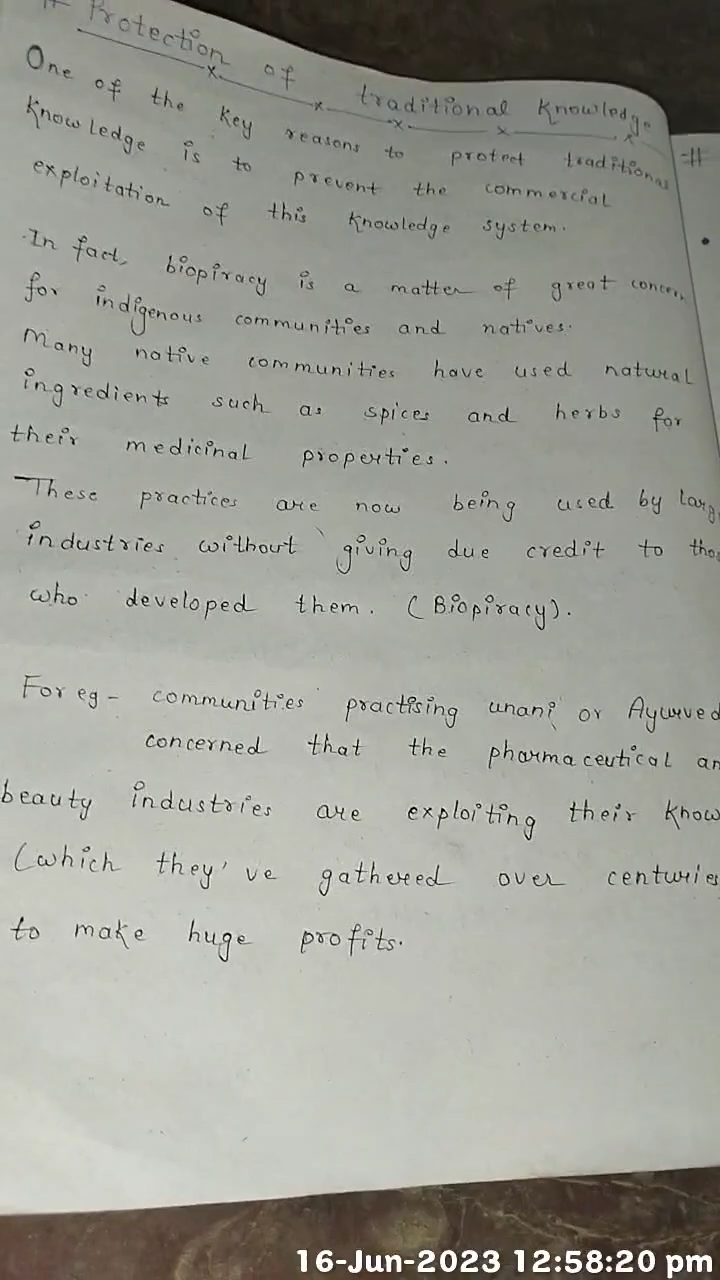 # Protection of traditional Knowledge
One of the key reasons to protect traditional
Knowledge is to prevent the commercial
exploitation of this knowledge system.
In fact, biopiracy is a matter of great concern
for indigenous communities and natives.
Many native communities have used natural
ingredients such as spices and herbs for
their medicinal properties.
These practices are now being used by larg
industries without giving due credit to thos
who developed them. (Biopiracy).
For eg - communities practising unani or Ayurved
concerned that the pharmaceutical an
beauty industries are exploiting their know
(which they've gathered over centuries
to make huge profits.
#
16-Jun-2023 12:58:20 pm